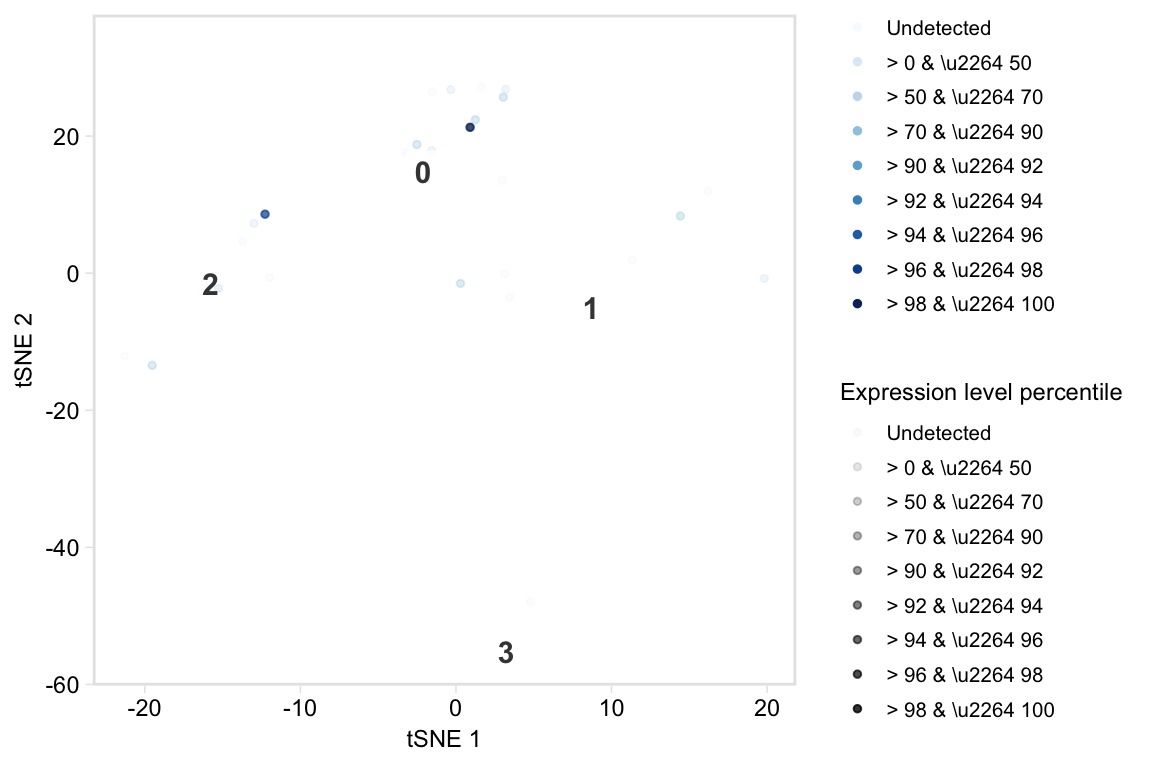 20
0
-20
-40
-60
tSNE 2
0
2
1
3
-20
-10
0
10
20
tSNE 1
Undetected
> 0 & \u2264 50
> 50 & \u2264 70
> 70 & \u2264 90
> 90 & \u2264 92
> 92 & \u2264 94
> 94 & \u2264 96
> 96 & \u2264 98
> 98 & \u2264 100
Expression level percentile
Undetected
> 0 & \u2264 50
> 50 & \u2264 70
> 70 & \u2264 90
> 90 & \u2264 92
> 92 & \u2264 94
> 94 & \u2264 96
> 96 & \u2264 98
> 98 & \u2264 100